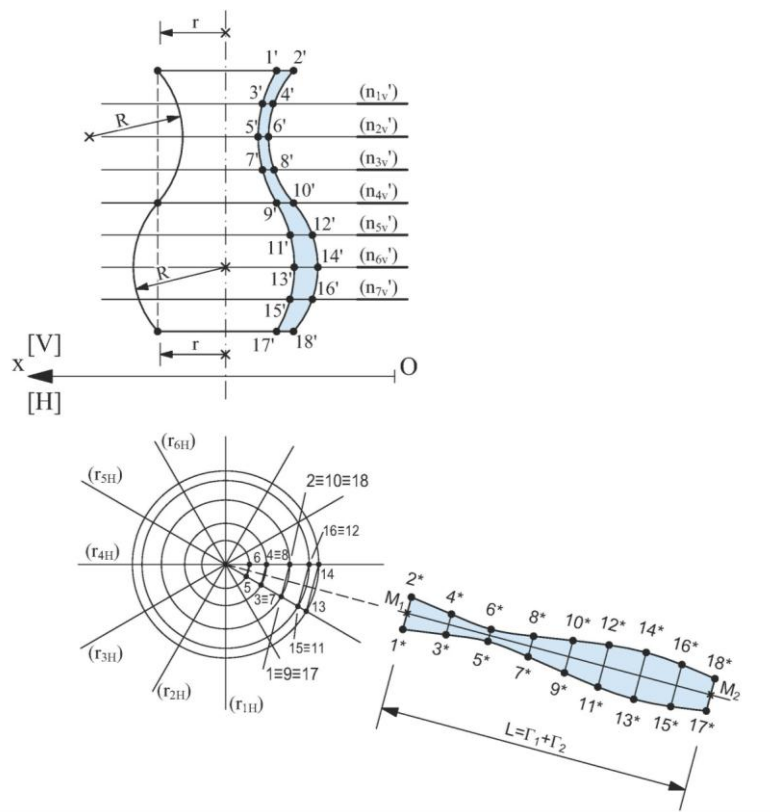 r
1' 2'
3' 4' (n1v')
R
5' 6' (n2v')
7' 8' (n3v')
10' (n4v')
9'
12' (n5v')
11'
R 14' (n6v')
13'
16' (n7v')
15'
r 17' 18'
[V]
x O
[H]
(r6H)
(r5H) 2≡10≡18
16≡12
(r4H) 6 4≡8 14
5 3≡7 13
15≡11
(r3H) 1≡9≡17
(r2H) (r1H)
2* 4* 6* 8* 10* 12* 14* 16* 18*
M1 M2
1* 3* 5* 7* 9* 11* 13* 15* 17*
L=Γ1+Γ2